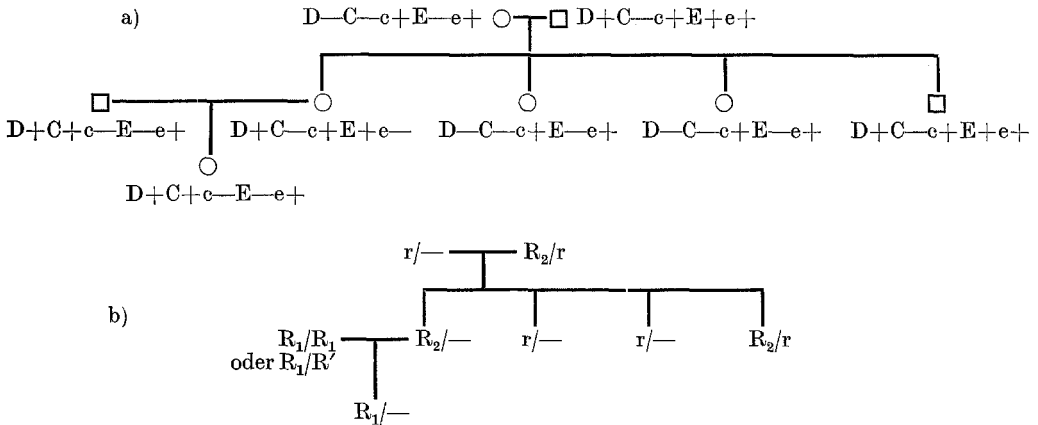 a) D—C—c+E—e+ D+C—c+E+e+
D+C+c—E—e+ D+C—c+E+e— D—C—c+E—e+ D—C—c+E—e+ D+C—c+E+e+
D+C+c—E—e+
r/— R₂/r
b)
R₁/R₁ R₂/— r/— r/— R₂/r
oder R₁/R′
R₁/—